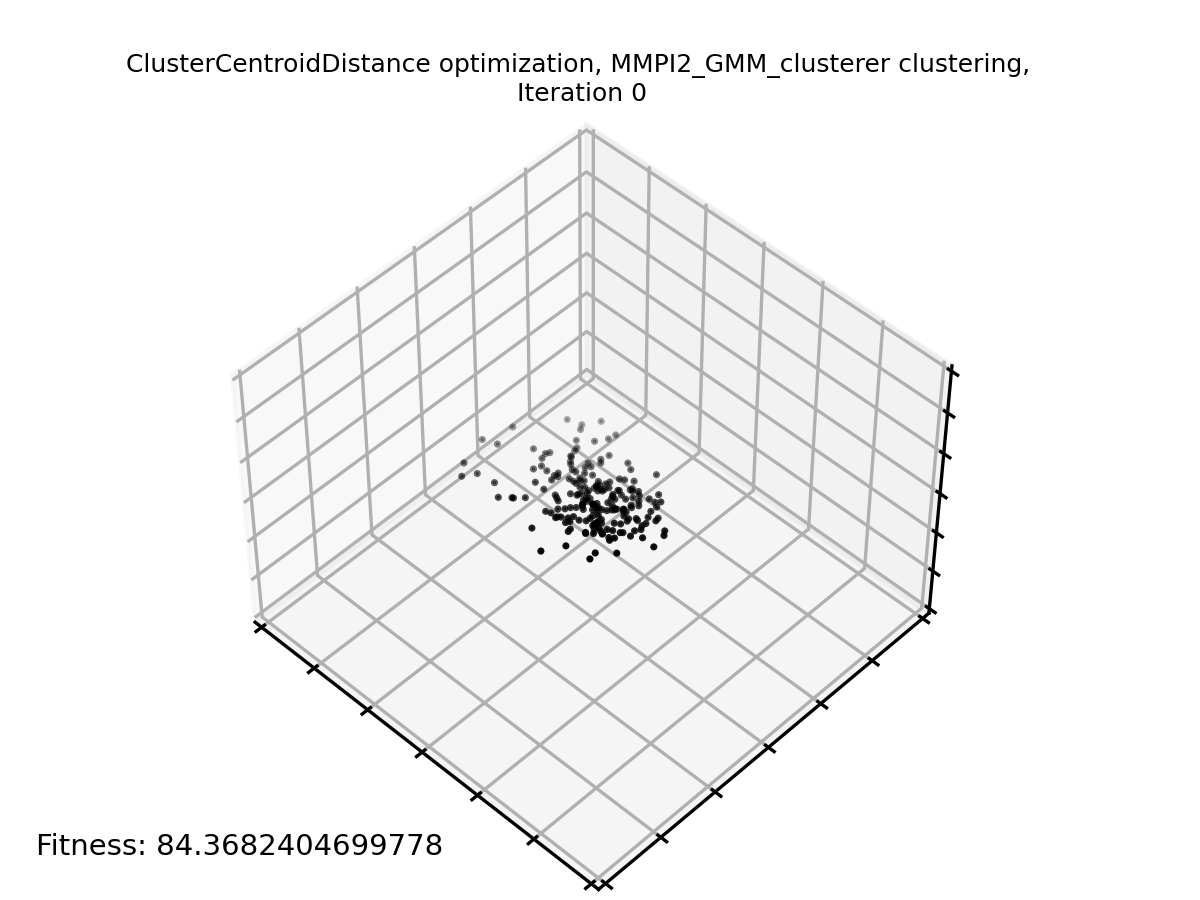 ClusterCentroidDistance optimization, MMPI2_GMM_clusterer clustering,
Iteration 0
Fitness: 84.3682404699778